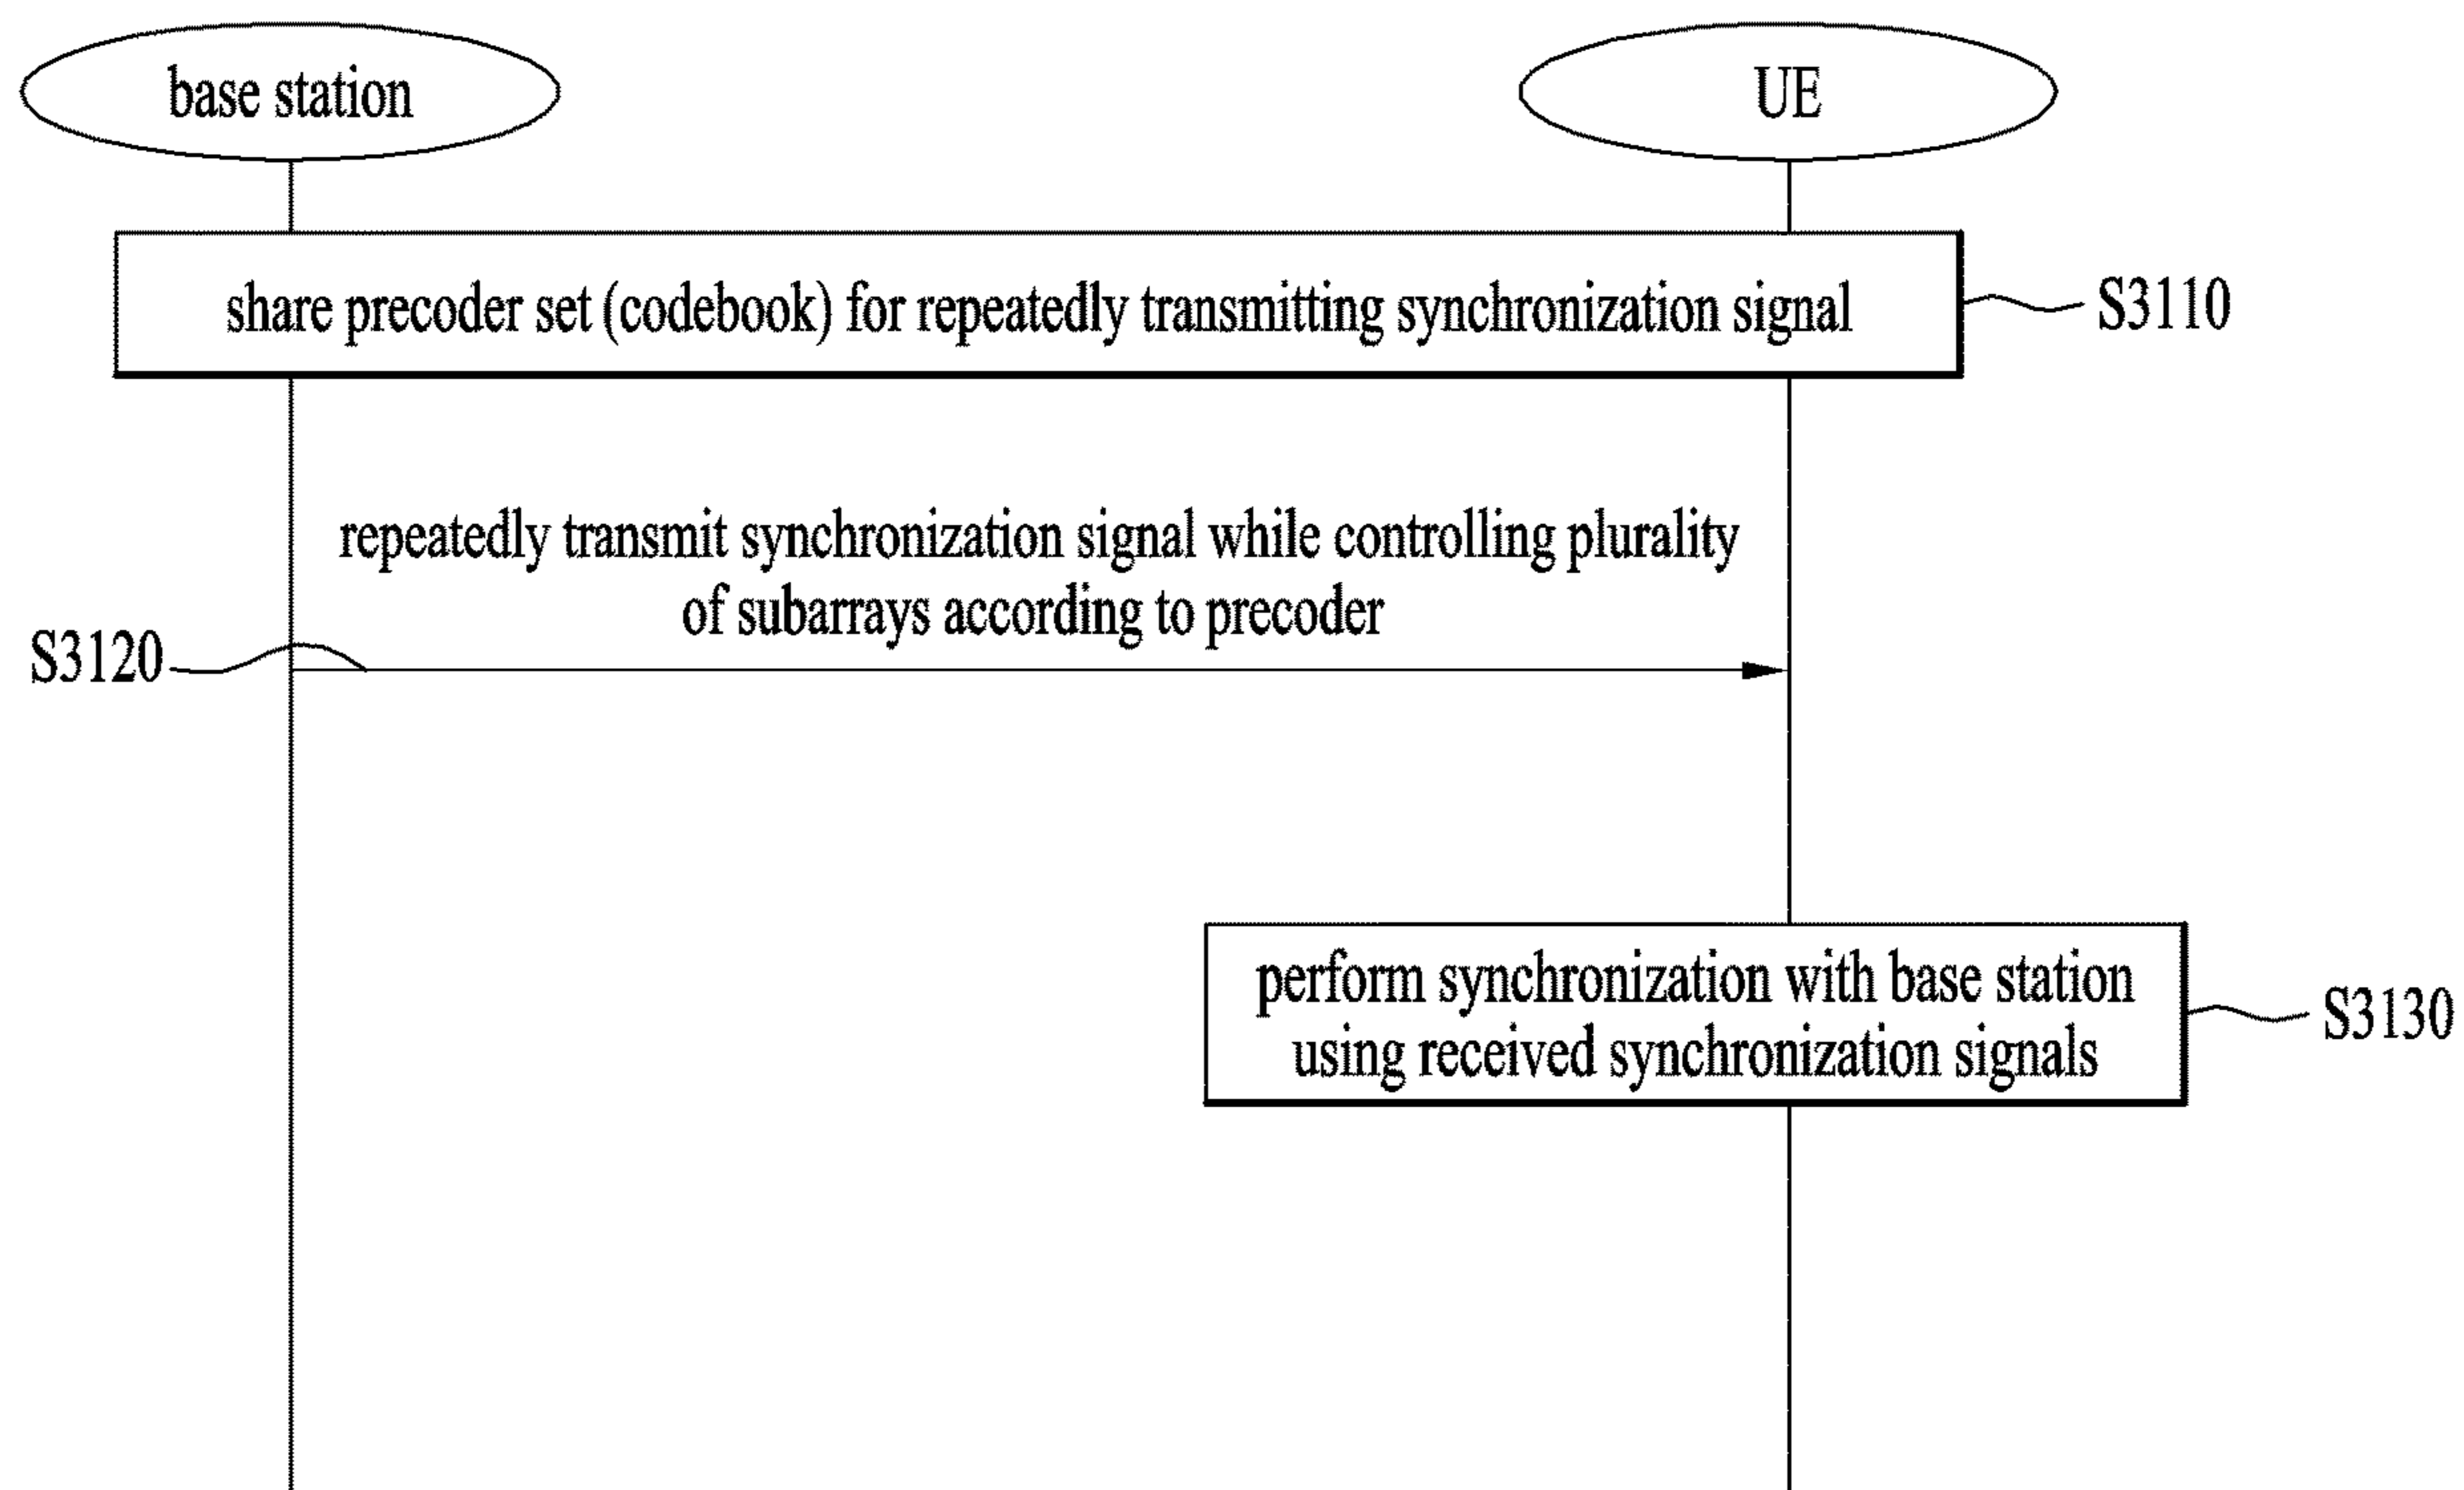 base station
UE
share precoder set (codebook) for repeatedly transmitting synchronization signal
S3110
repeatedly transmit synchronization signal while controlling plurality
of subarrays according to precoder
S3120
perform synchronization with base station
using received synchronization signals
S3130